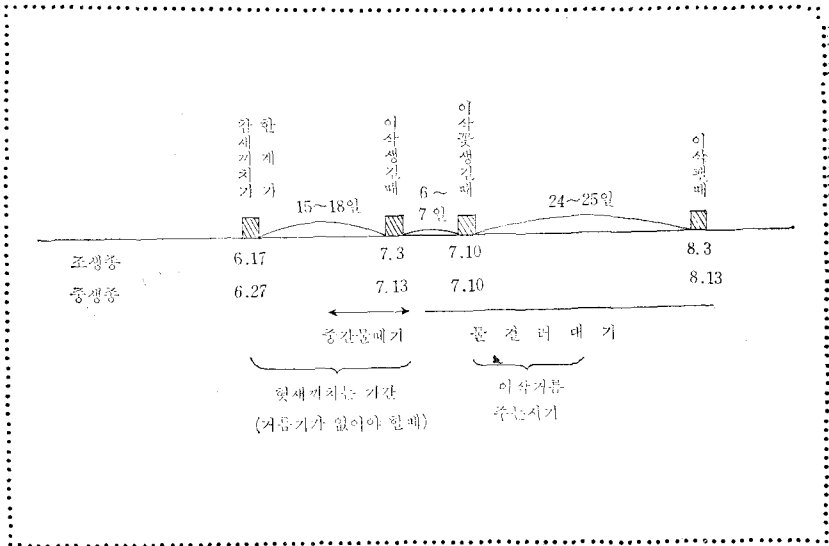 참새끼치기
한계가
이삭생긴때
이삭꽃생긴때
이삭팬때
15~18일
6~
7일
24~25일
조생종 6.17 7.3 7.10 8.3
중생종 6.27 7.13 7.10 8.13
중간물떼기 물걸러대기
헛새끼치는 기간
(거름기가 없어야 할때)
이삭거름
주는시기